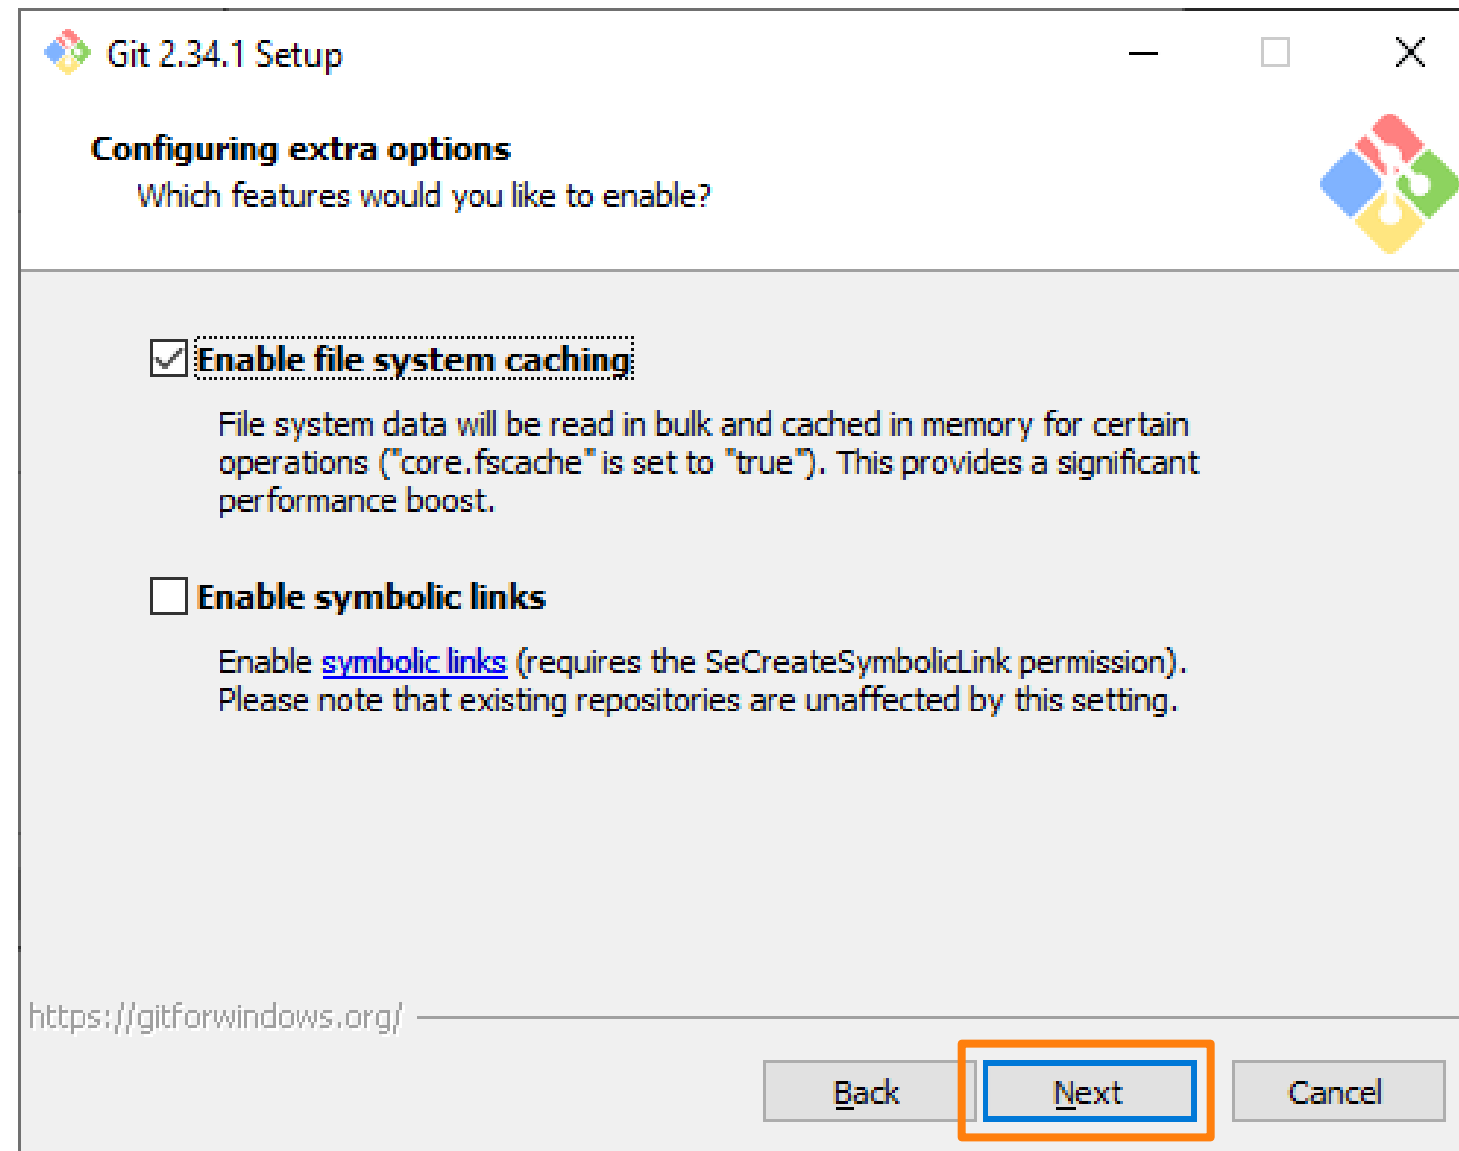 Git 2.34.1 Setup
Configuring extra options
Which features would you like to enable?
Enable file system caching
File system data will be read in bulk and cached in memory for certain
operations ("core.fscache" is set to "true"). This provides a significant
performance boost.
Enable symbolic links
Enable symbolic links (requires the SeCreateSymbolicLink permission).
Please note that existing repositories are unaffected by this setting.
https://gitforwindows.org/
Back Next Cancel